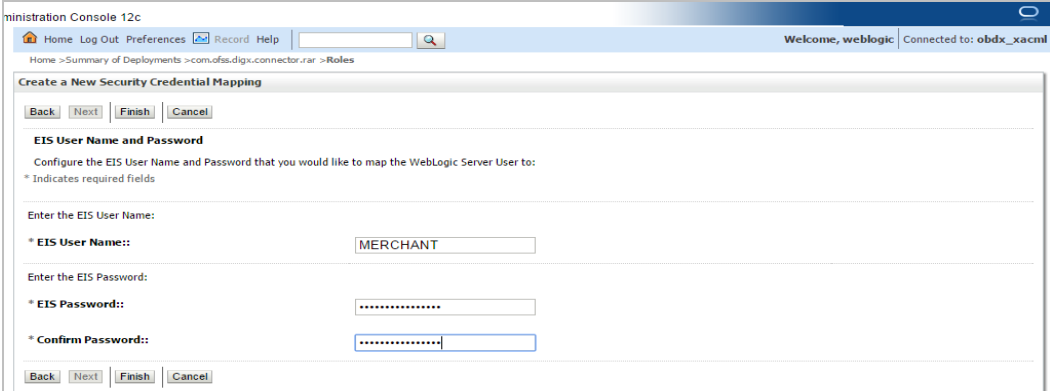 ministration Console 12c
Home Log Out Preferences Record Help
Welcome, weblogic Connected to: obdx_xacml
Home >Summary of Deployments >com.ofss.digx.connector.rar >Roles
Create a New Security Credential Mapping
Back Next Finish Cancel
EIS User Name and Password
Configure the EIS User Name and Password that you would like to map the WebLogic Server User to:
* Indicates required fields
Enter the EIS User Name:
* EIS User Name:: MERCHANT
Enter the EIS Password:
* EIS Password:: ••••••••••••••••
* Confirm Password:: ••••••••••••••••
Back Next Finish Cancel